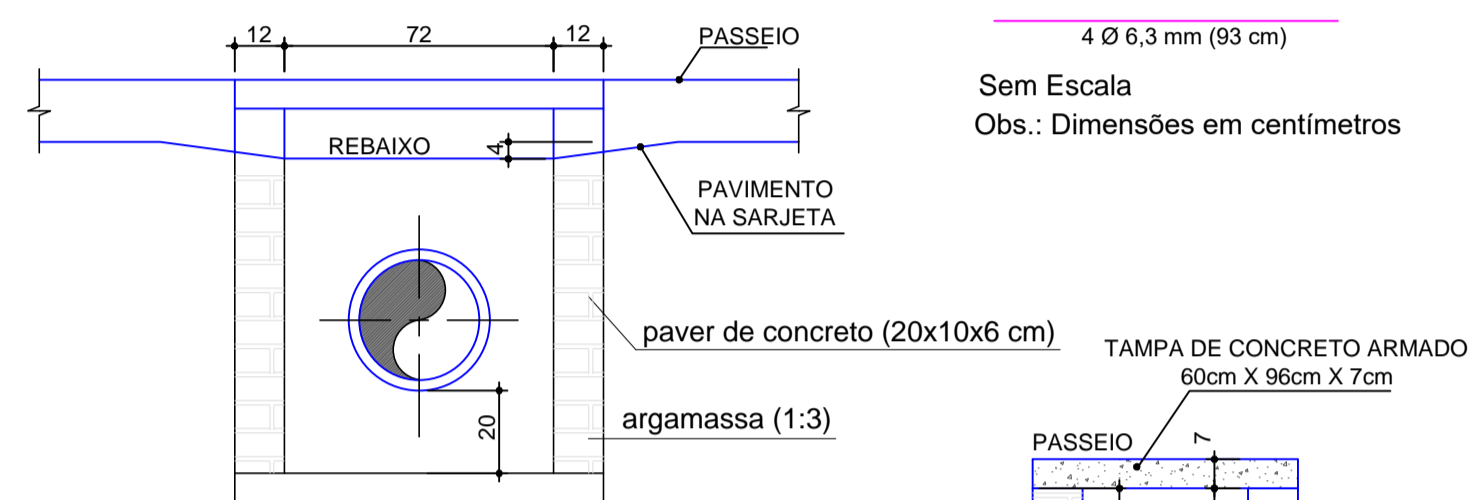 12
72
12
PASSEIO
4 Ø 6,3 mm (93 cm)
Sem Escala
Obs.: Dimensões em centímetros
REBAIXO
4
PAVIMENTO
NA SARJETA
paver de concreto (20x10x6 cm)
TAMPA DE CONCRETO ARMADO
60cm X 96cm X 7cm
20
argamassa (1:3)
PASSEIO
7